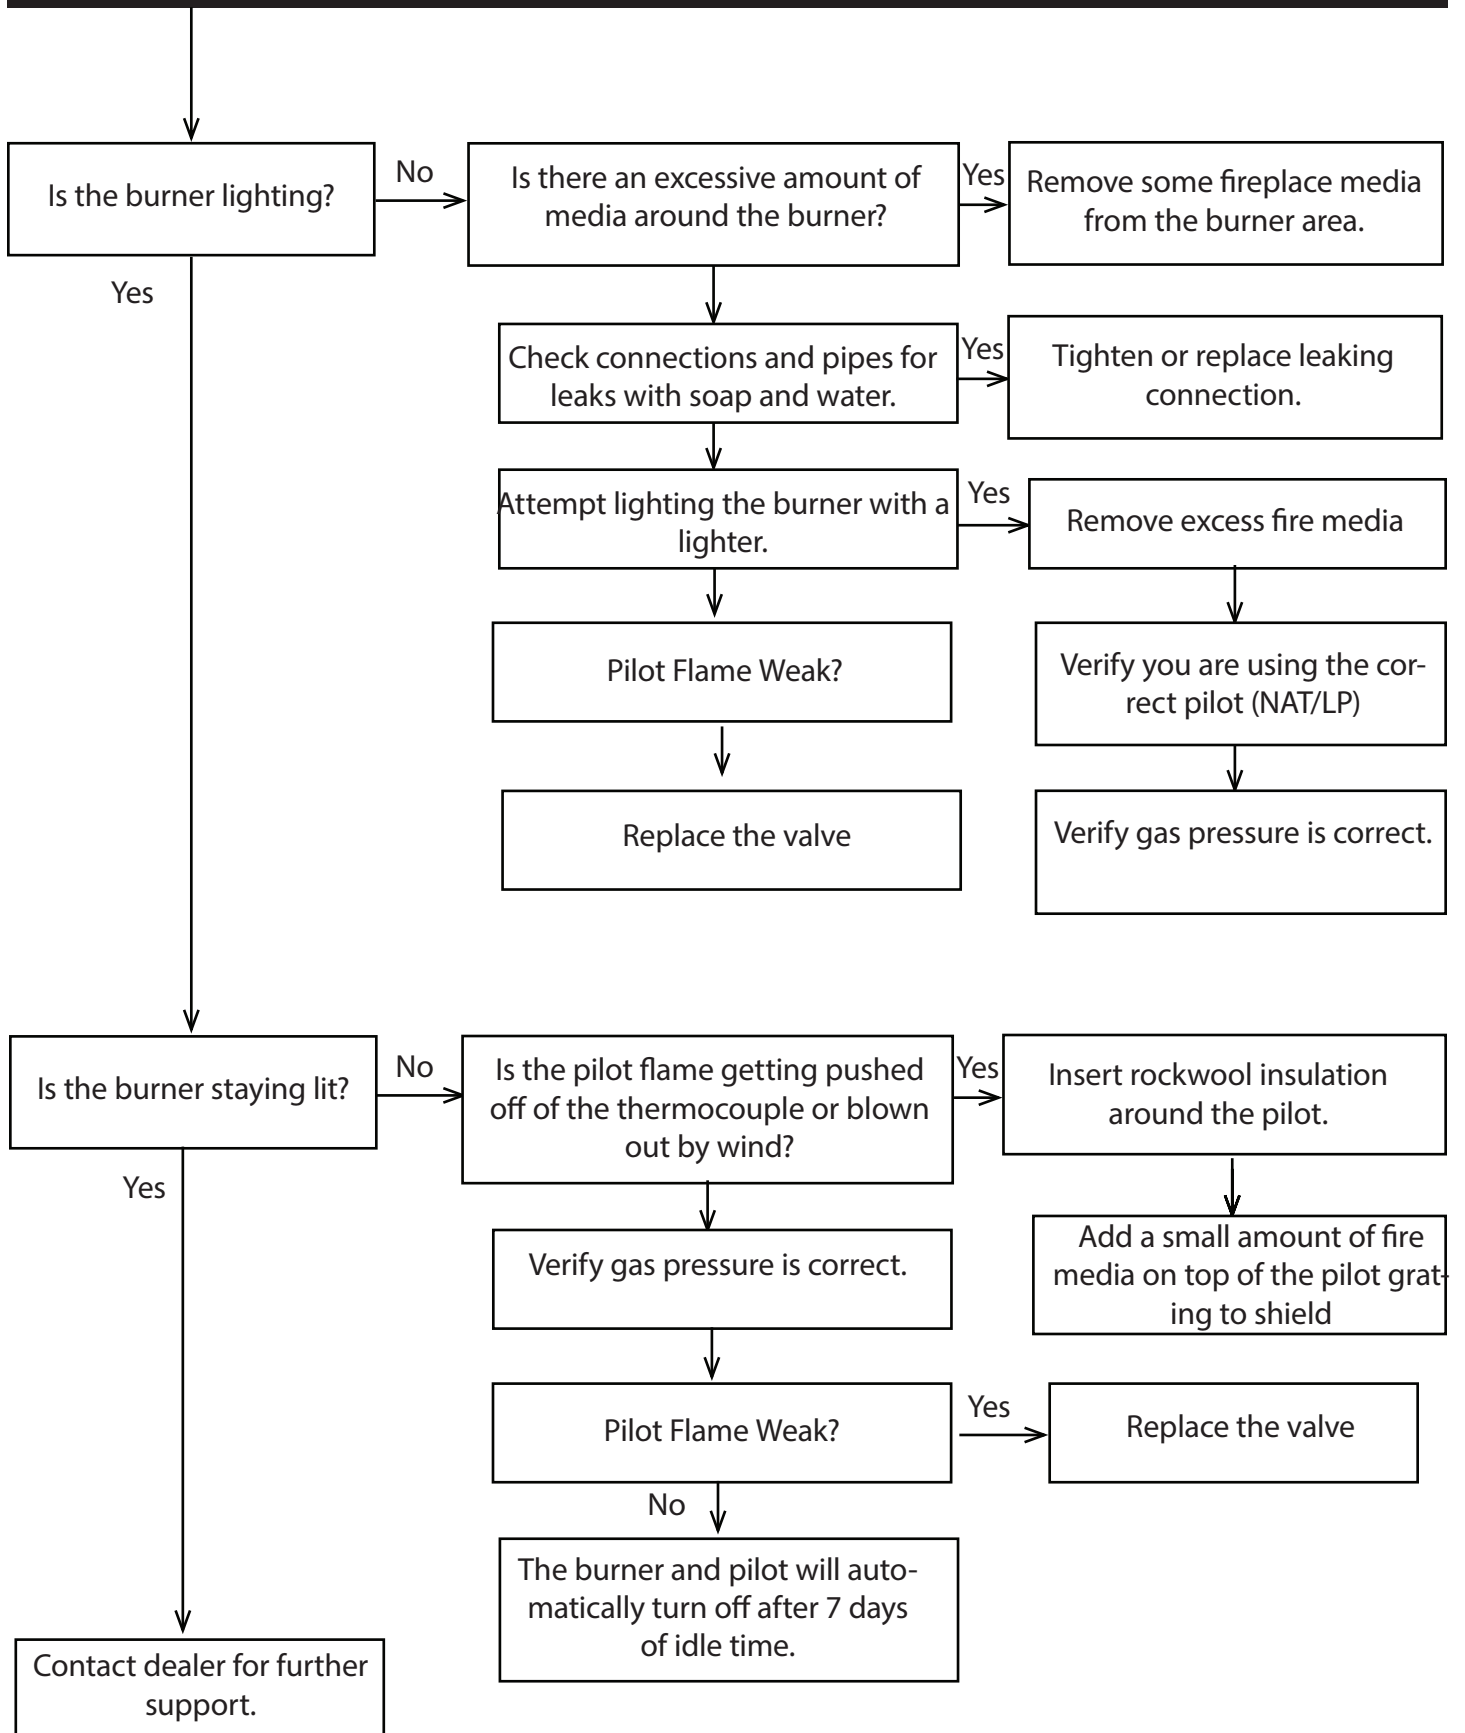 Is the burner lighting?
No
Is there an excessive amount of
media around the burner?
Yes
Remove some fireplace media
from the burner area.
Yes
Check connections and pipes for
leaks with soap and water.
Yes
Tighten or replace leaking
connection.
Attempt lighting the burner with a
lighter.
Yes
Remove excess fire media
Pilot Flame Weak?
Verify you are using the cor-
rect pilot (NAT/LP)
Replace the valve
Verify gas pressure is correct.
Is the burner staying lit?
No
Is the pilot flame getting pushed
off of the thermocouple or blown
out by wind?
Yes
Insert rockwool insulation
around the pilot.
Yes
Verify gas pressure is correct.
Add a small amount of fire
media on top of the pilot grat-
ing to shield
Pilot Flame Weak?
Yes
Replace the valve
No
The burner and pilot will auto-
matically turn off after 7 days
of idle time.
Contact dealer for further
support.